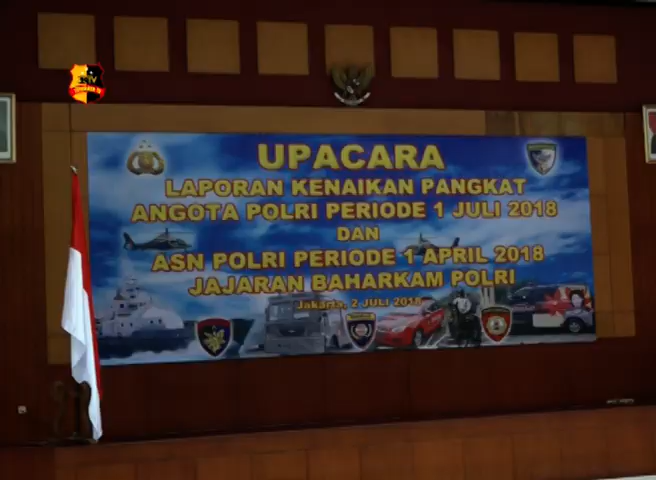 UPACARA
LAPORAN KENAIKAN PANGKAT
ANGOTA POLRI PERIODE 1 JULI 2018
DAN
ASN POLRI PERIODE 1 APRIL 2018
JAJARAN BAHARKAM POLRI
Jakarta, 2 JULI 2018